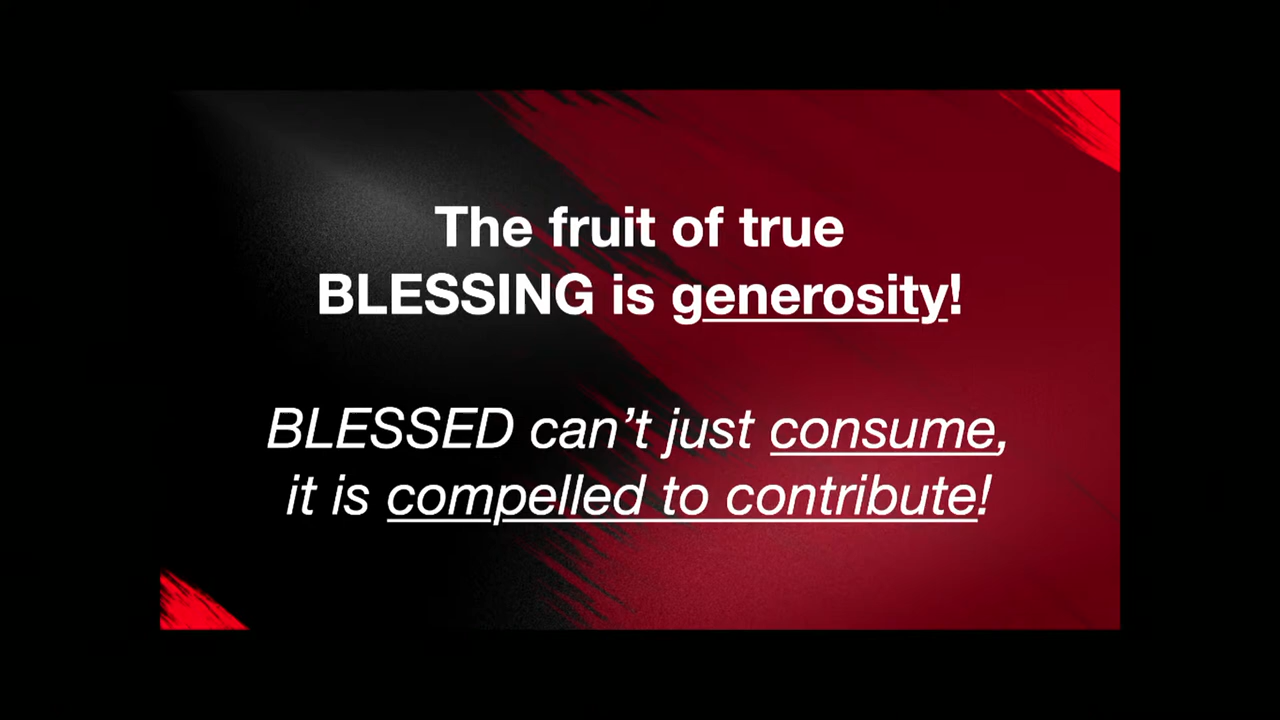 The fruit of true
BLESSING is generosity!
BLESSED can’t just consume,
it is compelled to contribute!